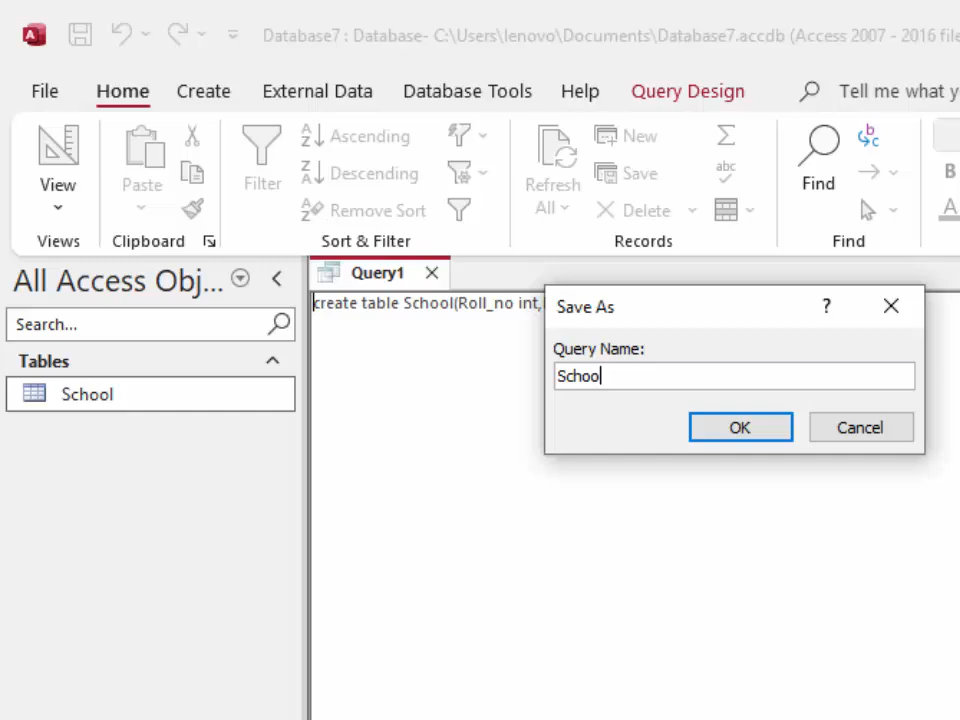 Database7 : Database- C:\Users\lenovo\Documents\Database7.accdb (Access 2007 - 2016 file
File Home Create External Data Database Tools Help Query Design Tell me what y
View
Paste
Filter
Ascending
Descending
Remove Sort
Refresh
All
New
Save
Delete
abc
Find
b
c
B
A
Views Clipboard Sort & Filter Records Find
All Access Obj...
Search...
Tables
School
Query1
create table School(Roll_no int,
Save As ?
Query Name:
Schoo
OK Cancel